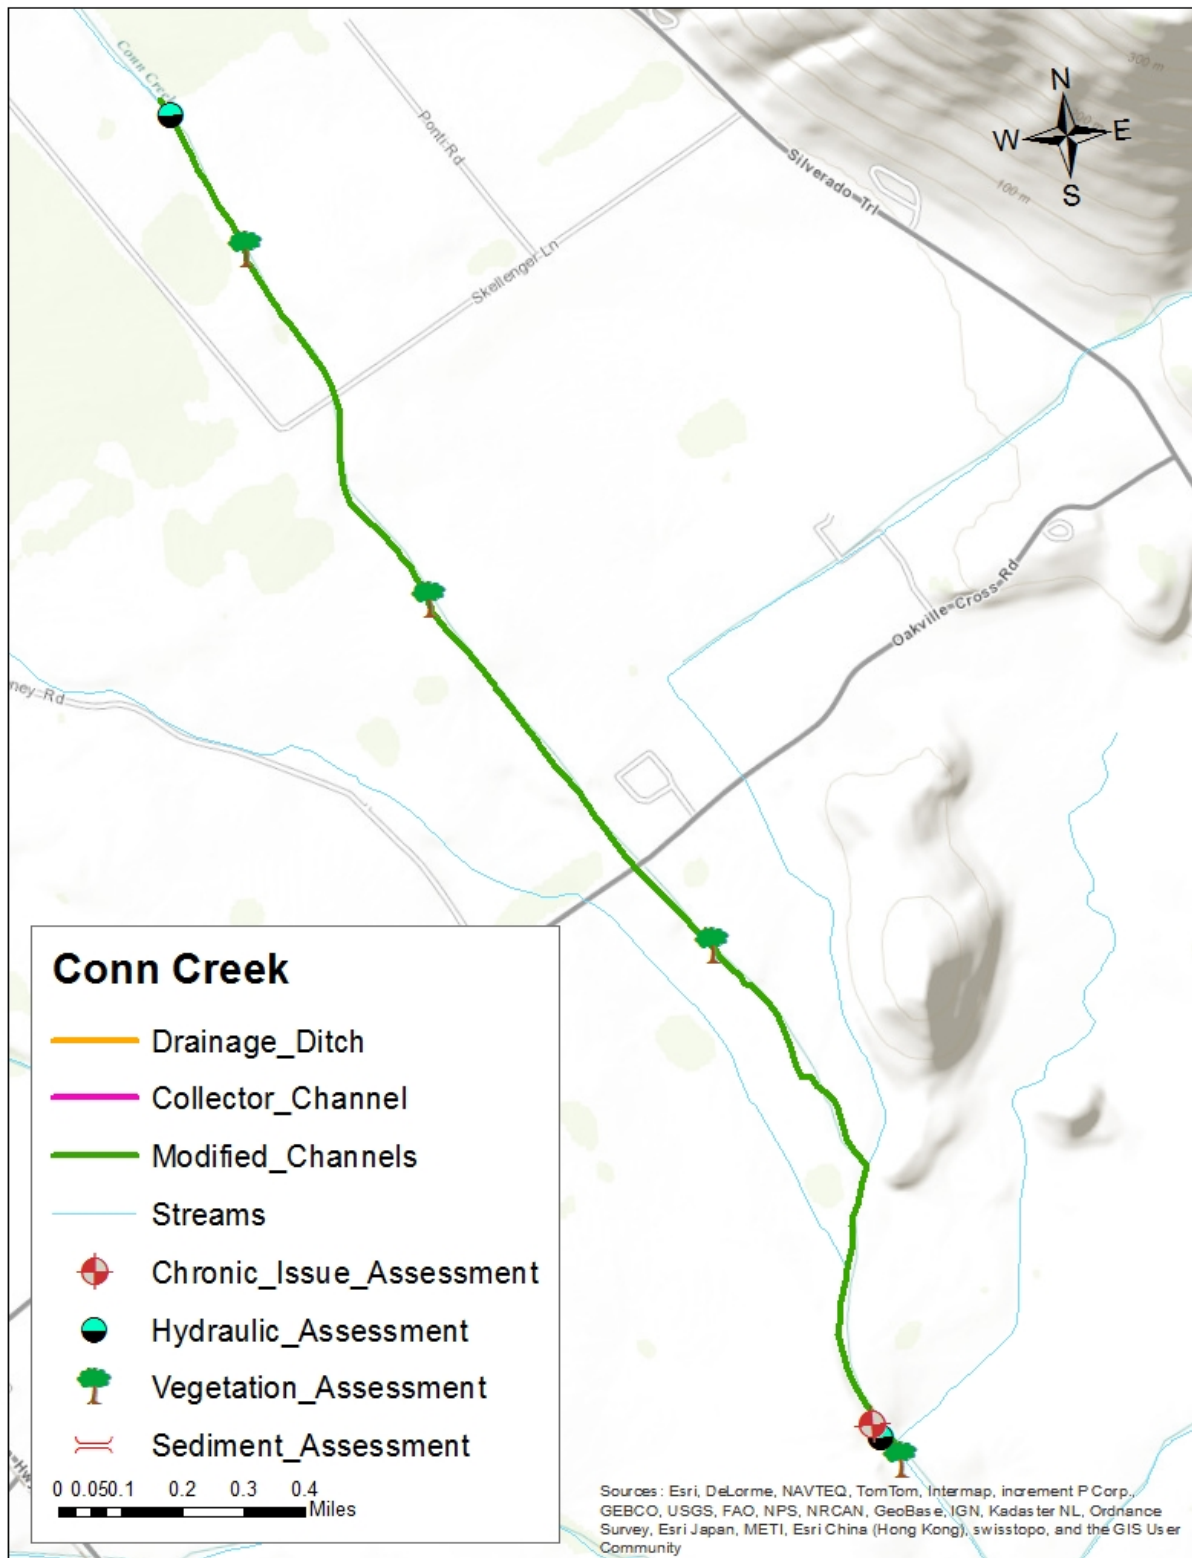 Conn Creek
300 m
N
W
E
S
Ponti Rd
Silverado Trl
100 m
Skellenger Ln
Oakville Cross Rd
ney Rd
Conn Creek
Drainage_Ditch
Collector_Channel
Modified_Channels
Streams
Chronic_Issue_Assessment
Hydraulic_Assessment
Vegetation_Assessment
Sediment_Assessment
0 0.050.1 0.2 0.3 0.4
Miles
Sources: Esri, DeLorme, NAVTEQ, TomTom, Intermap, increment P Corp.,
GEBCO, USGS, FAO, NPS, NRCAN, GeoBase, IGN, Kadaster NL, Ordnance
Survey, Esri Japan, METI, Esri China (Hong Kong), swisstopo, and the GIS User
Community